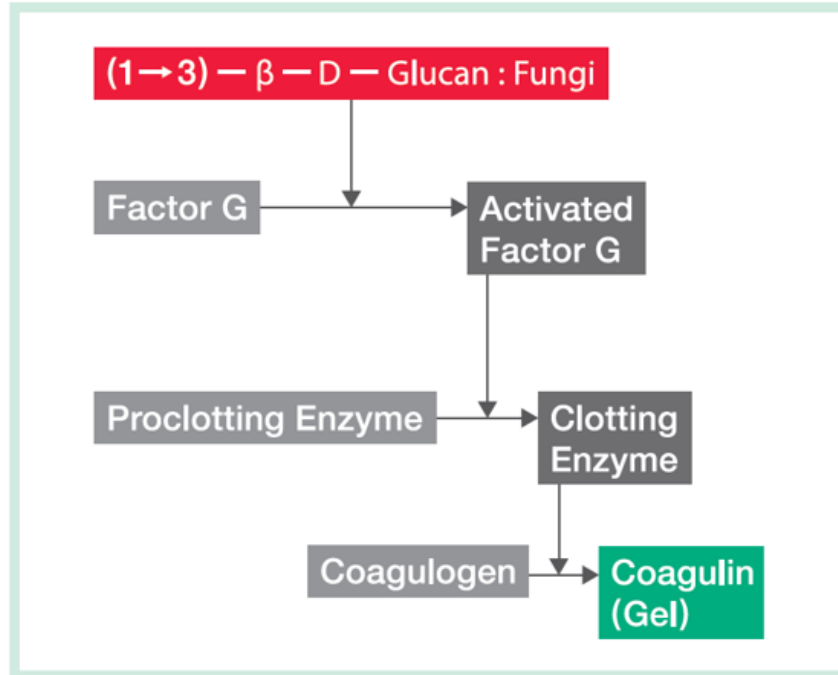 (1→3) — β — D — Glucan : Fungi
Factor G
Activated
Factor G
Proclotting Enzyme
Clotting
Enzyme
Coagulogen
Coagulin
(Gel)